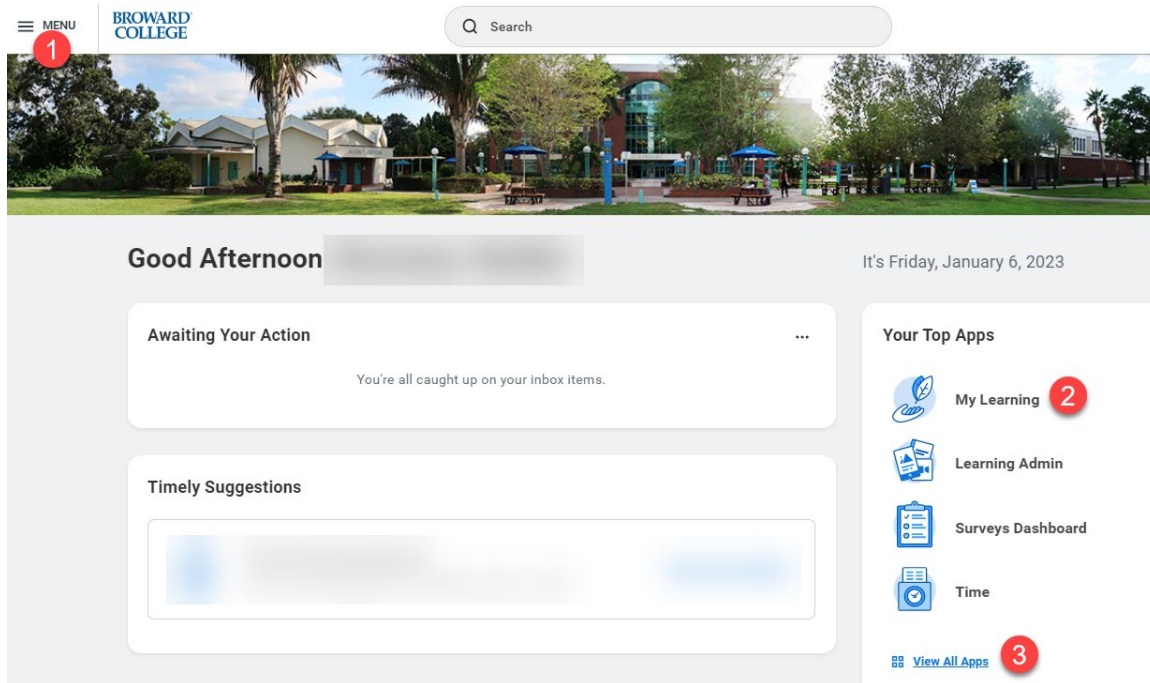 MENU
BROWARD
COLLEGE
Search
1
Good Afternoon
It's Friday, January 6, 2023
Awaiting Your Action
...
You're all caught up on your inbox items.
Timely Suggestions
Your Top Apps
My Learning 2
Learning Admin
Surveys Dashboard
Time
View All Apps 3